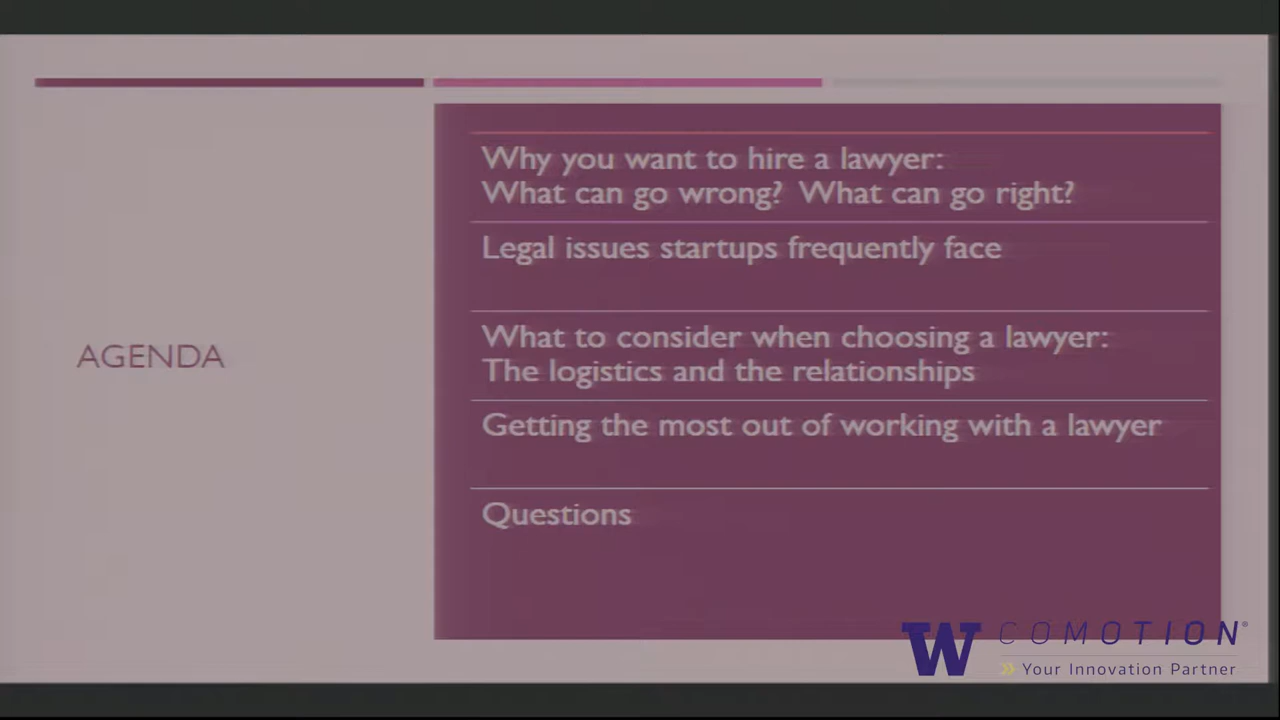 AGENDA
Why you want to hire a lawyer:
What can go wrong? What can go right?
Legal issues startups frequently face
What to consider when choosing a lawyer:
The logistics and the relationships
Getting the most out of working with a lawyer
Questions
W COMOTION®
» Your Innovation Partner